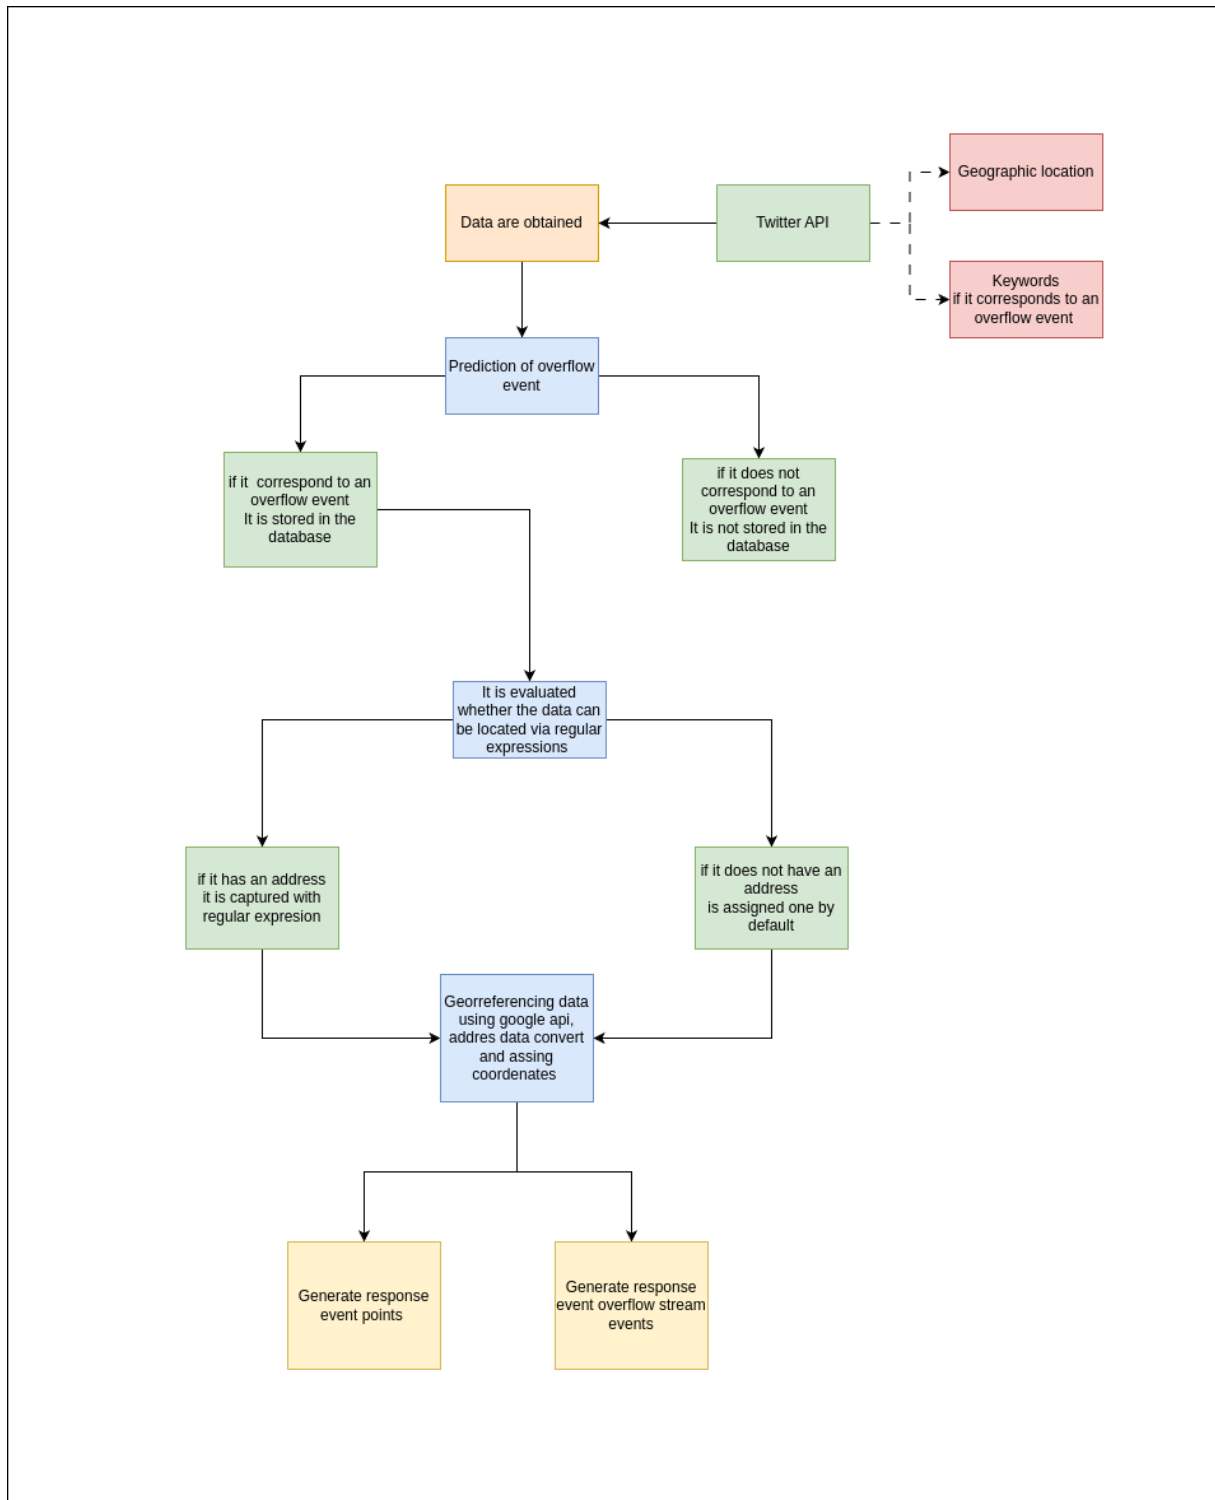 Geographic location
Data are obtained
Twitter API
Keywords
if it corresponds to an
overflow event
Prediction of overflow
event
if it  correspond to an
overflow event
It is stored in the
database
if it does not
correspond to an
overflow event
It is not stored in the
database
It is evaluated
whether the data can
be located via regular
expressions
if it has an address
it is captured with
regular expresion
if it does not have an
address
is assigned one by
default
Georreferencing data
using google api,
addres data convert
and assing
coordenates
Generate response
event points
Generate response
event overflow stream
events